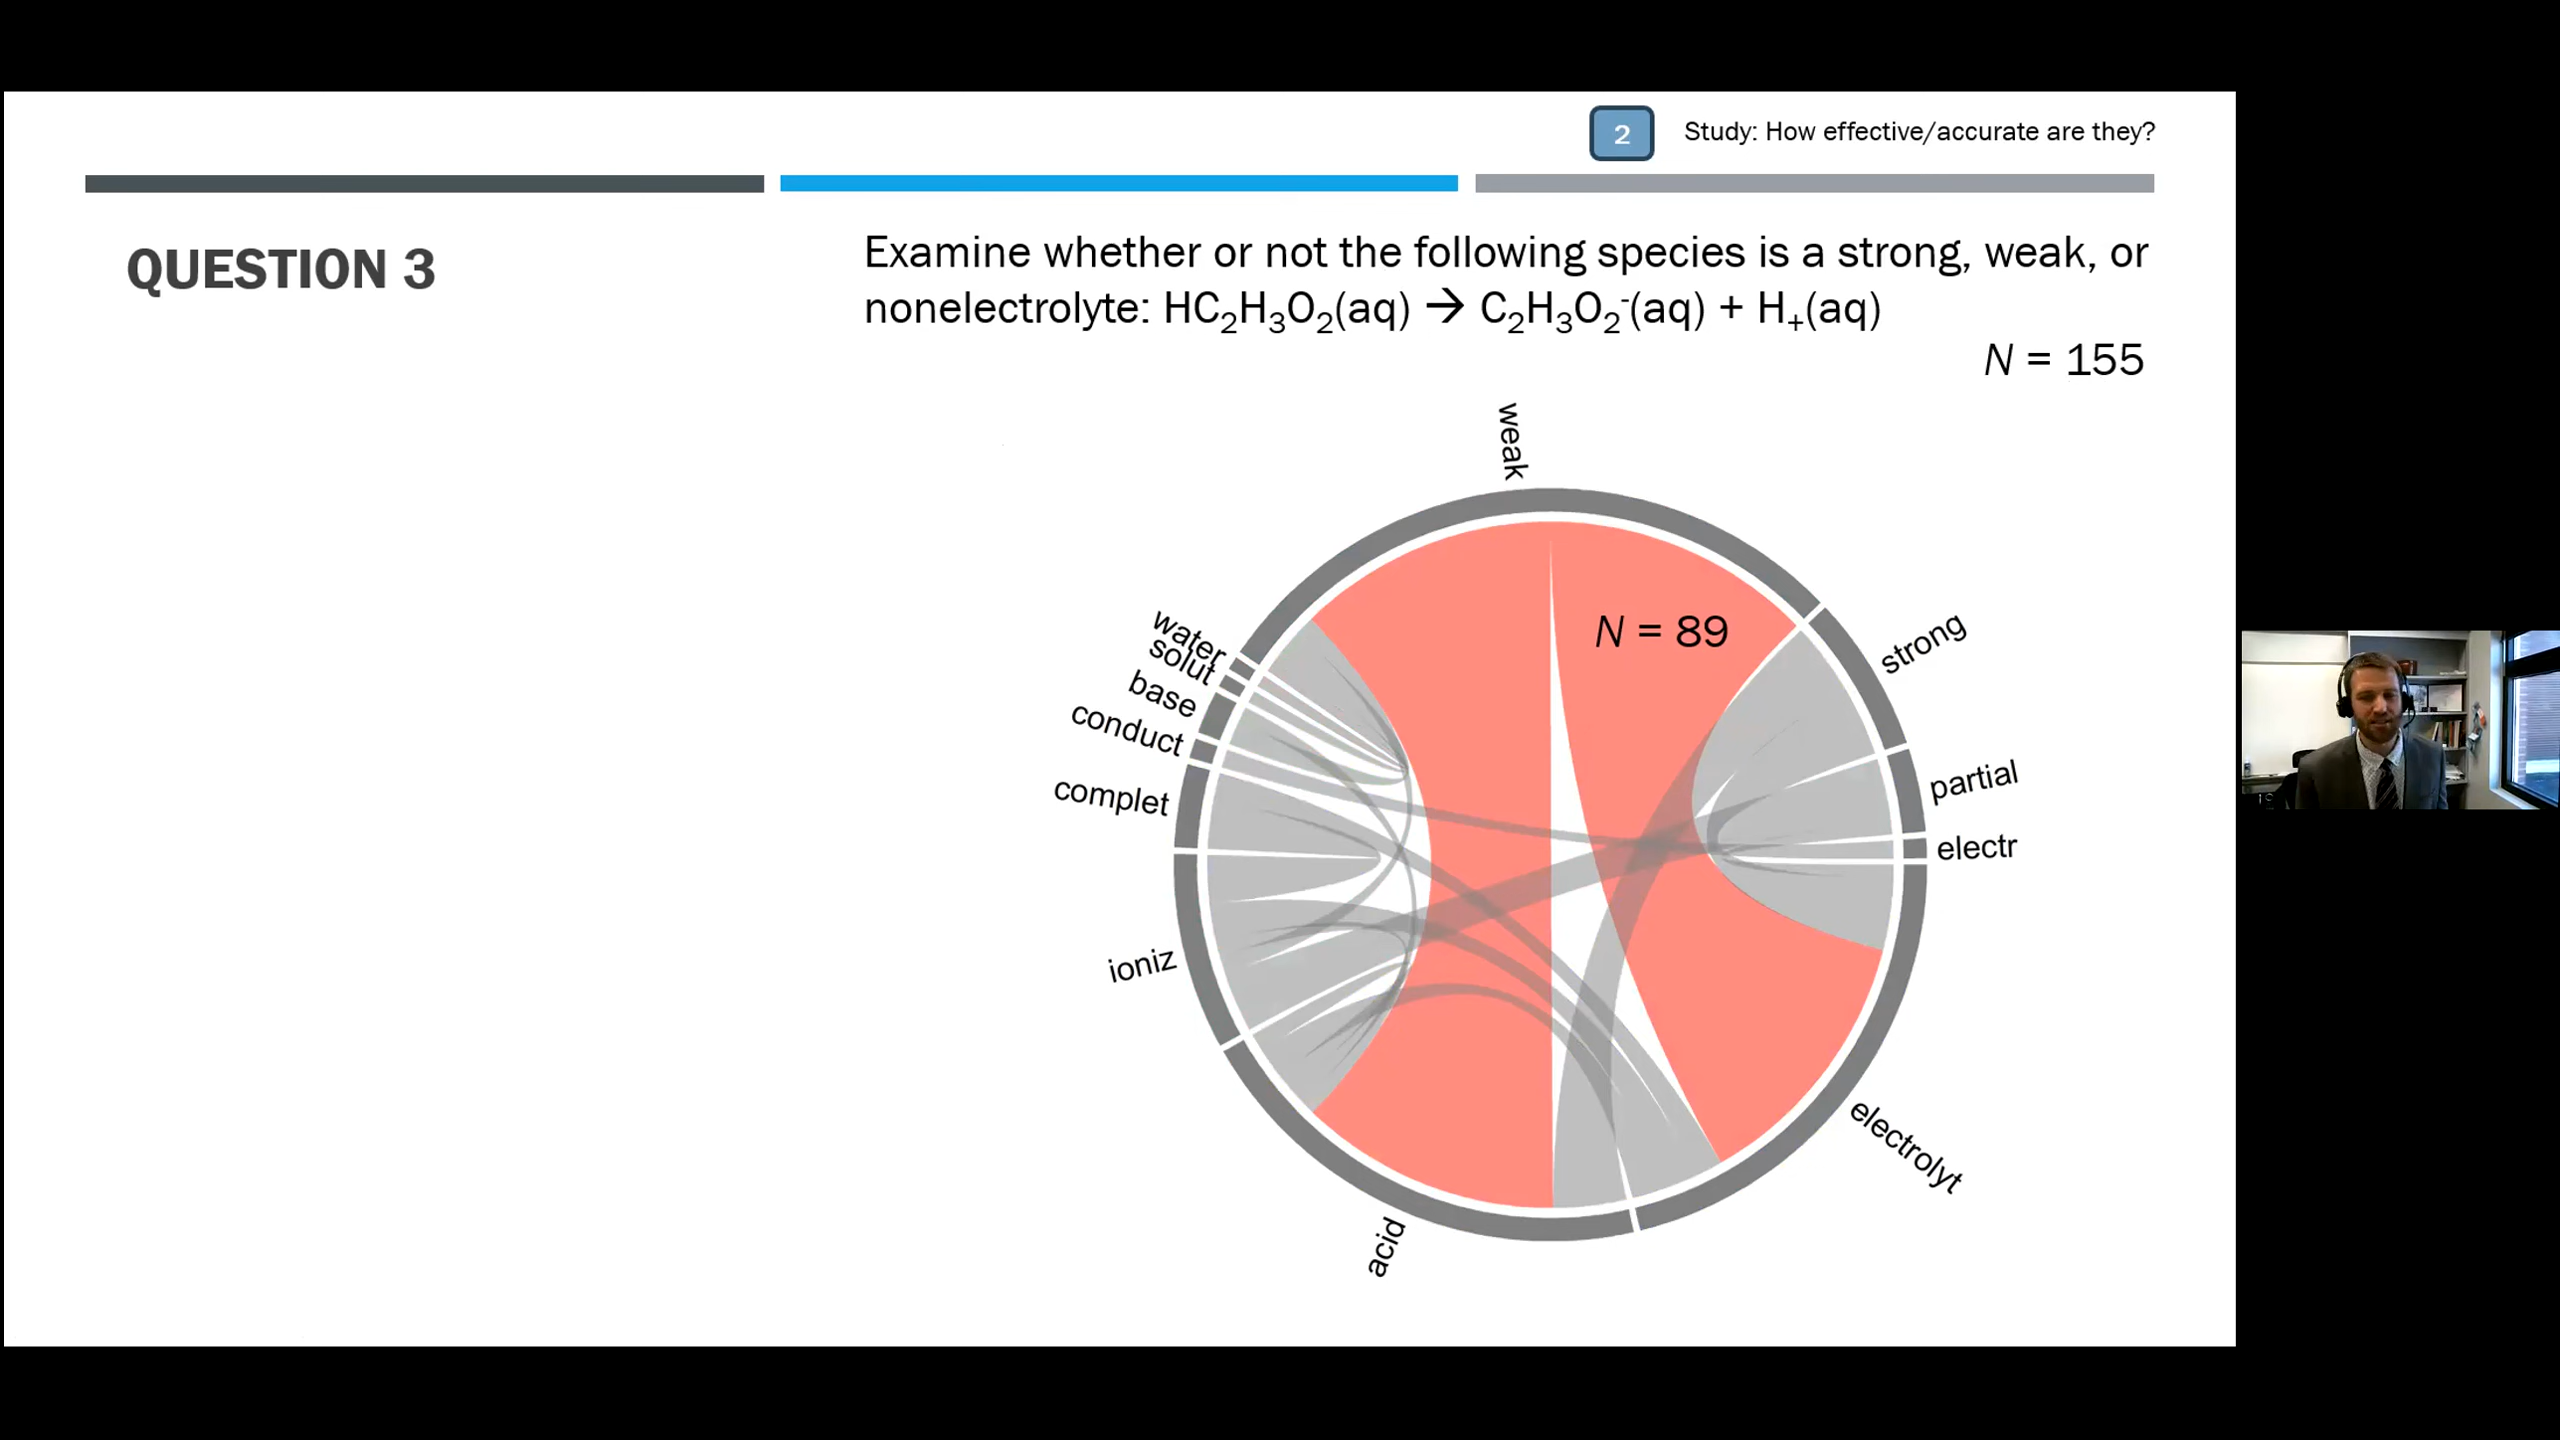 2
Study: How effective/accurate are they?
QUESTION 3
Examine whether or not the following species is a strong, weak, or
nonelectrolyte: HC₂H₃O₂(aq) → C₂H₃O₂⁻(aq) + H₊(aq)
N = 155
weak
N = 89
strong
water
solut
base
conduct
partial
complet
electr
ioniz
electrolyt
acid